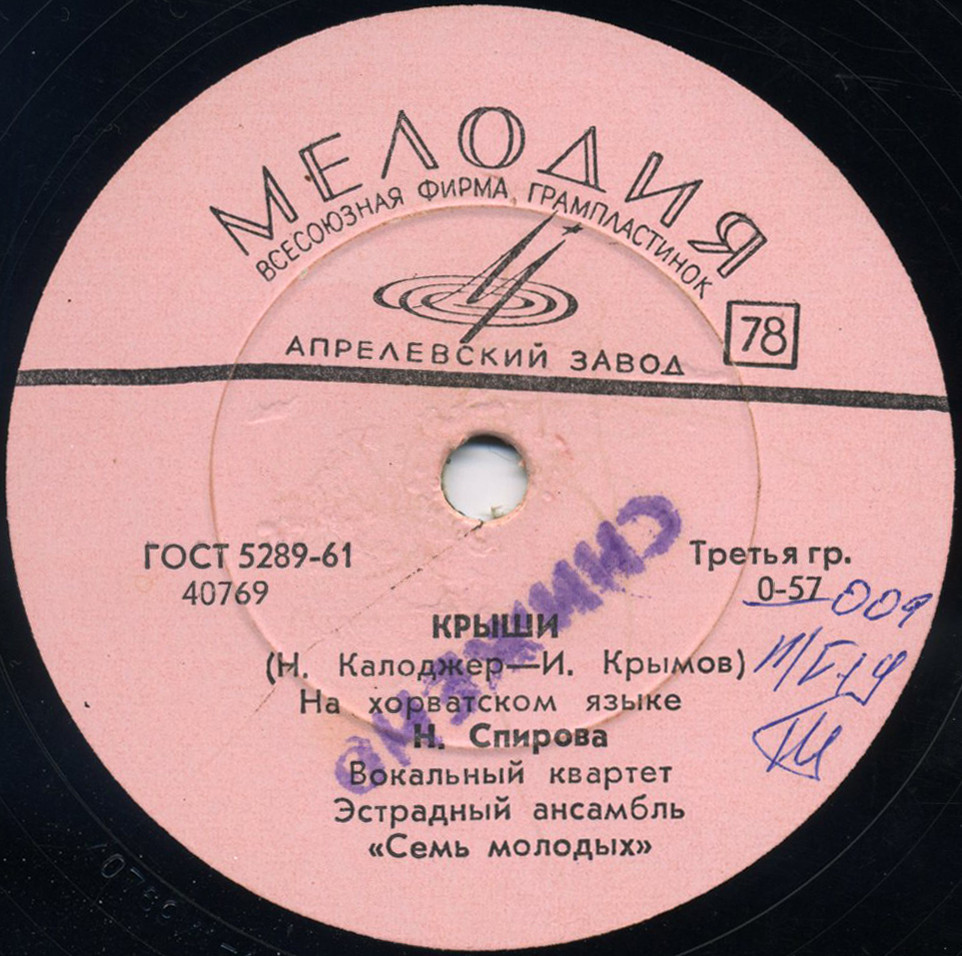 МЕЛОДИЯ
ВСЕСОЮЗНАЯ ФИРМА ГРАМПЛАСТИНОК
78
АПРЕЛЕВСКИЙ ЗАВОД
ГОСТ 5289-61
40769
Третья гр.
0-57
009
КРЫШИ
(Н. Калоджер—И. Крымов)
На хорватском языке
Н. Спирова
Вокальный квартет
Эстрадный ансамбль
«Семь молодых»